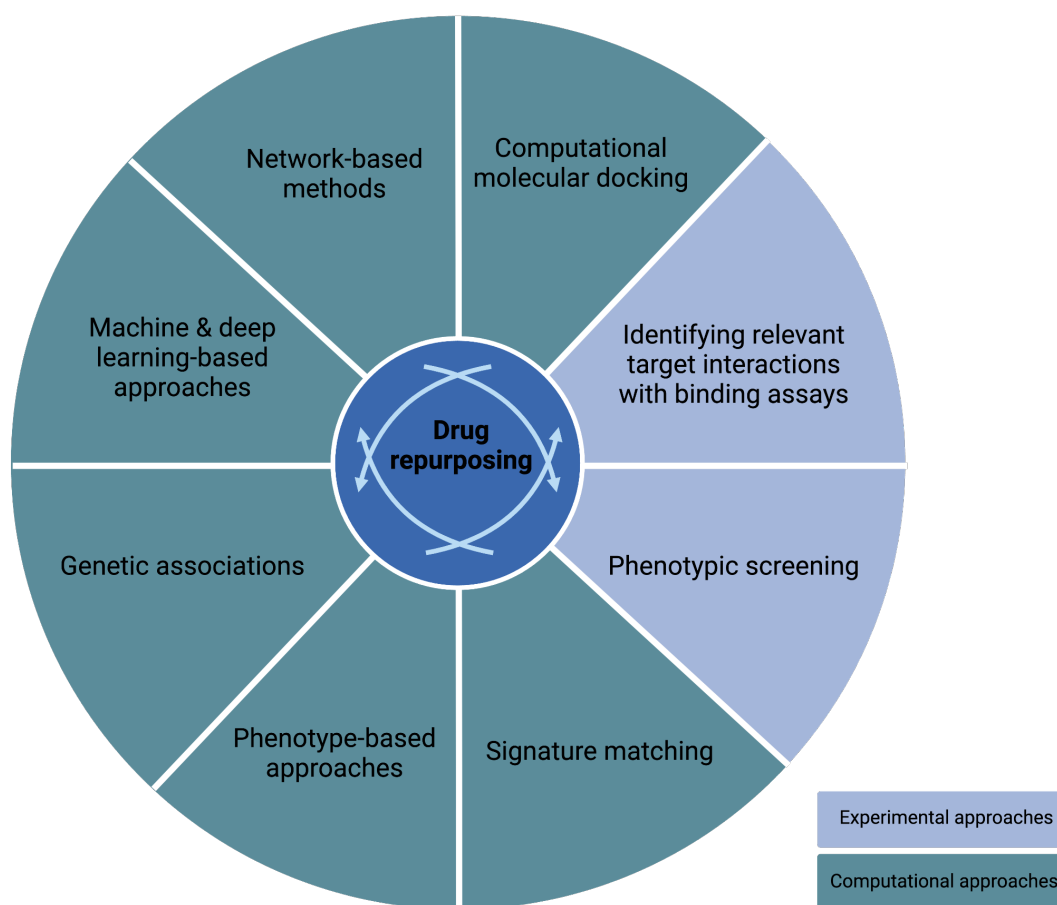 Network-based
methods
Computational
molecular docking
Machine & deep
learning-based
approaches
Identifying relevant
target interactions
with binding assays
Drug
repurposing
Genetic associations
Phenotypic screening
Phenotype-based
approaches
Signature matching
Experimental approaches
Computational approaches